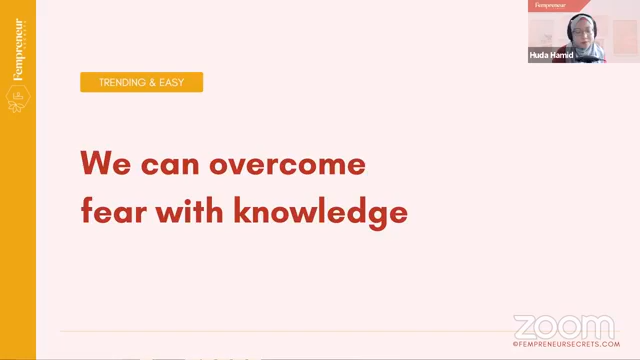 Fempreneur
Fempreneur
Huda Hamid
TRENDING & EASY
We can overcome
fear with knowledge
zoom
©FEMPRENEURSECRETS.COM